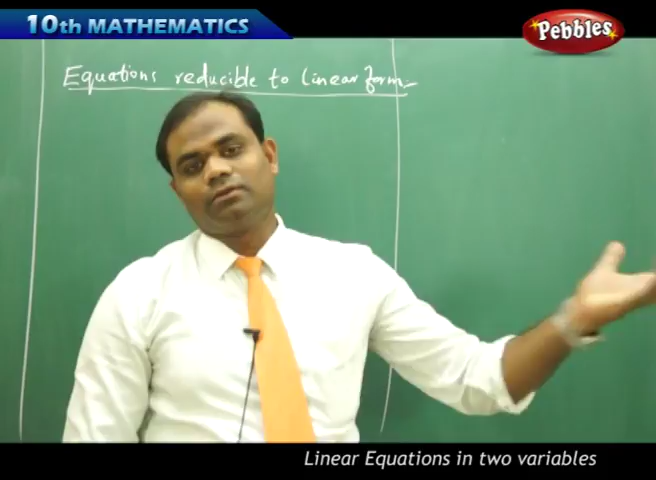 10th MATHEMATICS
Pebbles
Equations reducible to linear form:-
Linear Equations in two variables